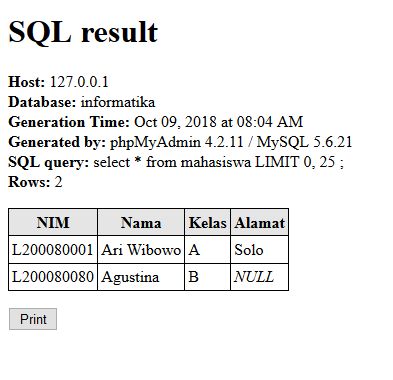 SQL result
Host: 127.0.0.1
Database: informatika
Generation Time: Oct 09, 2018 at 08:04 AM
Generated by: phpMyAdmin 4.2.11 / MySQL 5.6.21
SQL query: select * from mahasiswa LIMIT 0, 25 ;
Rows: 2
NIM Nama Kelas Alamat
L200080001 Ari Wibowo A Solo
L200080080 Agustina B NULL
Print